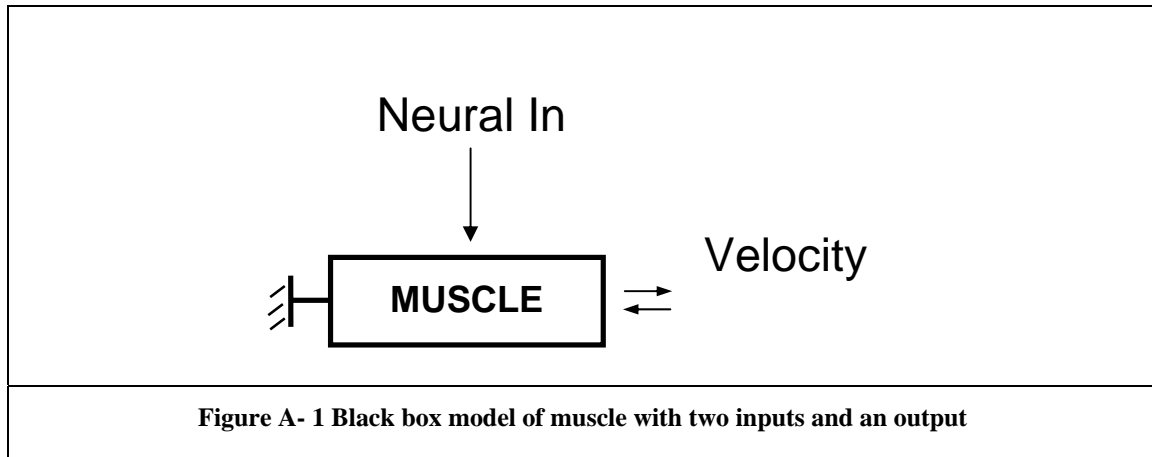 Neural In
Velocity
MUSCLE
Figure A- 1 Black box model of muscle with two inputs and an output